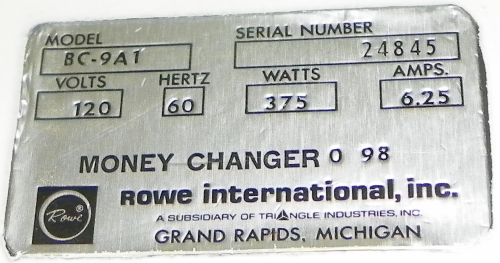 MODEL SERIAL NUMBER
BC-9A1 24845
VOLTS HERTZ WATTS AMPS.
120 60 375 6.25
MONEY CHANGER 0 98
Rowe international, inc.
Rowe
A SUBSIDIARY OF TRIANGLE INDUSTRIES, INC.
GRAND RAPIDS, MICHIGAN